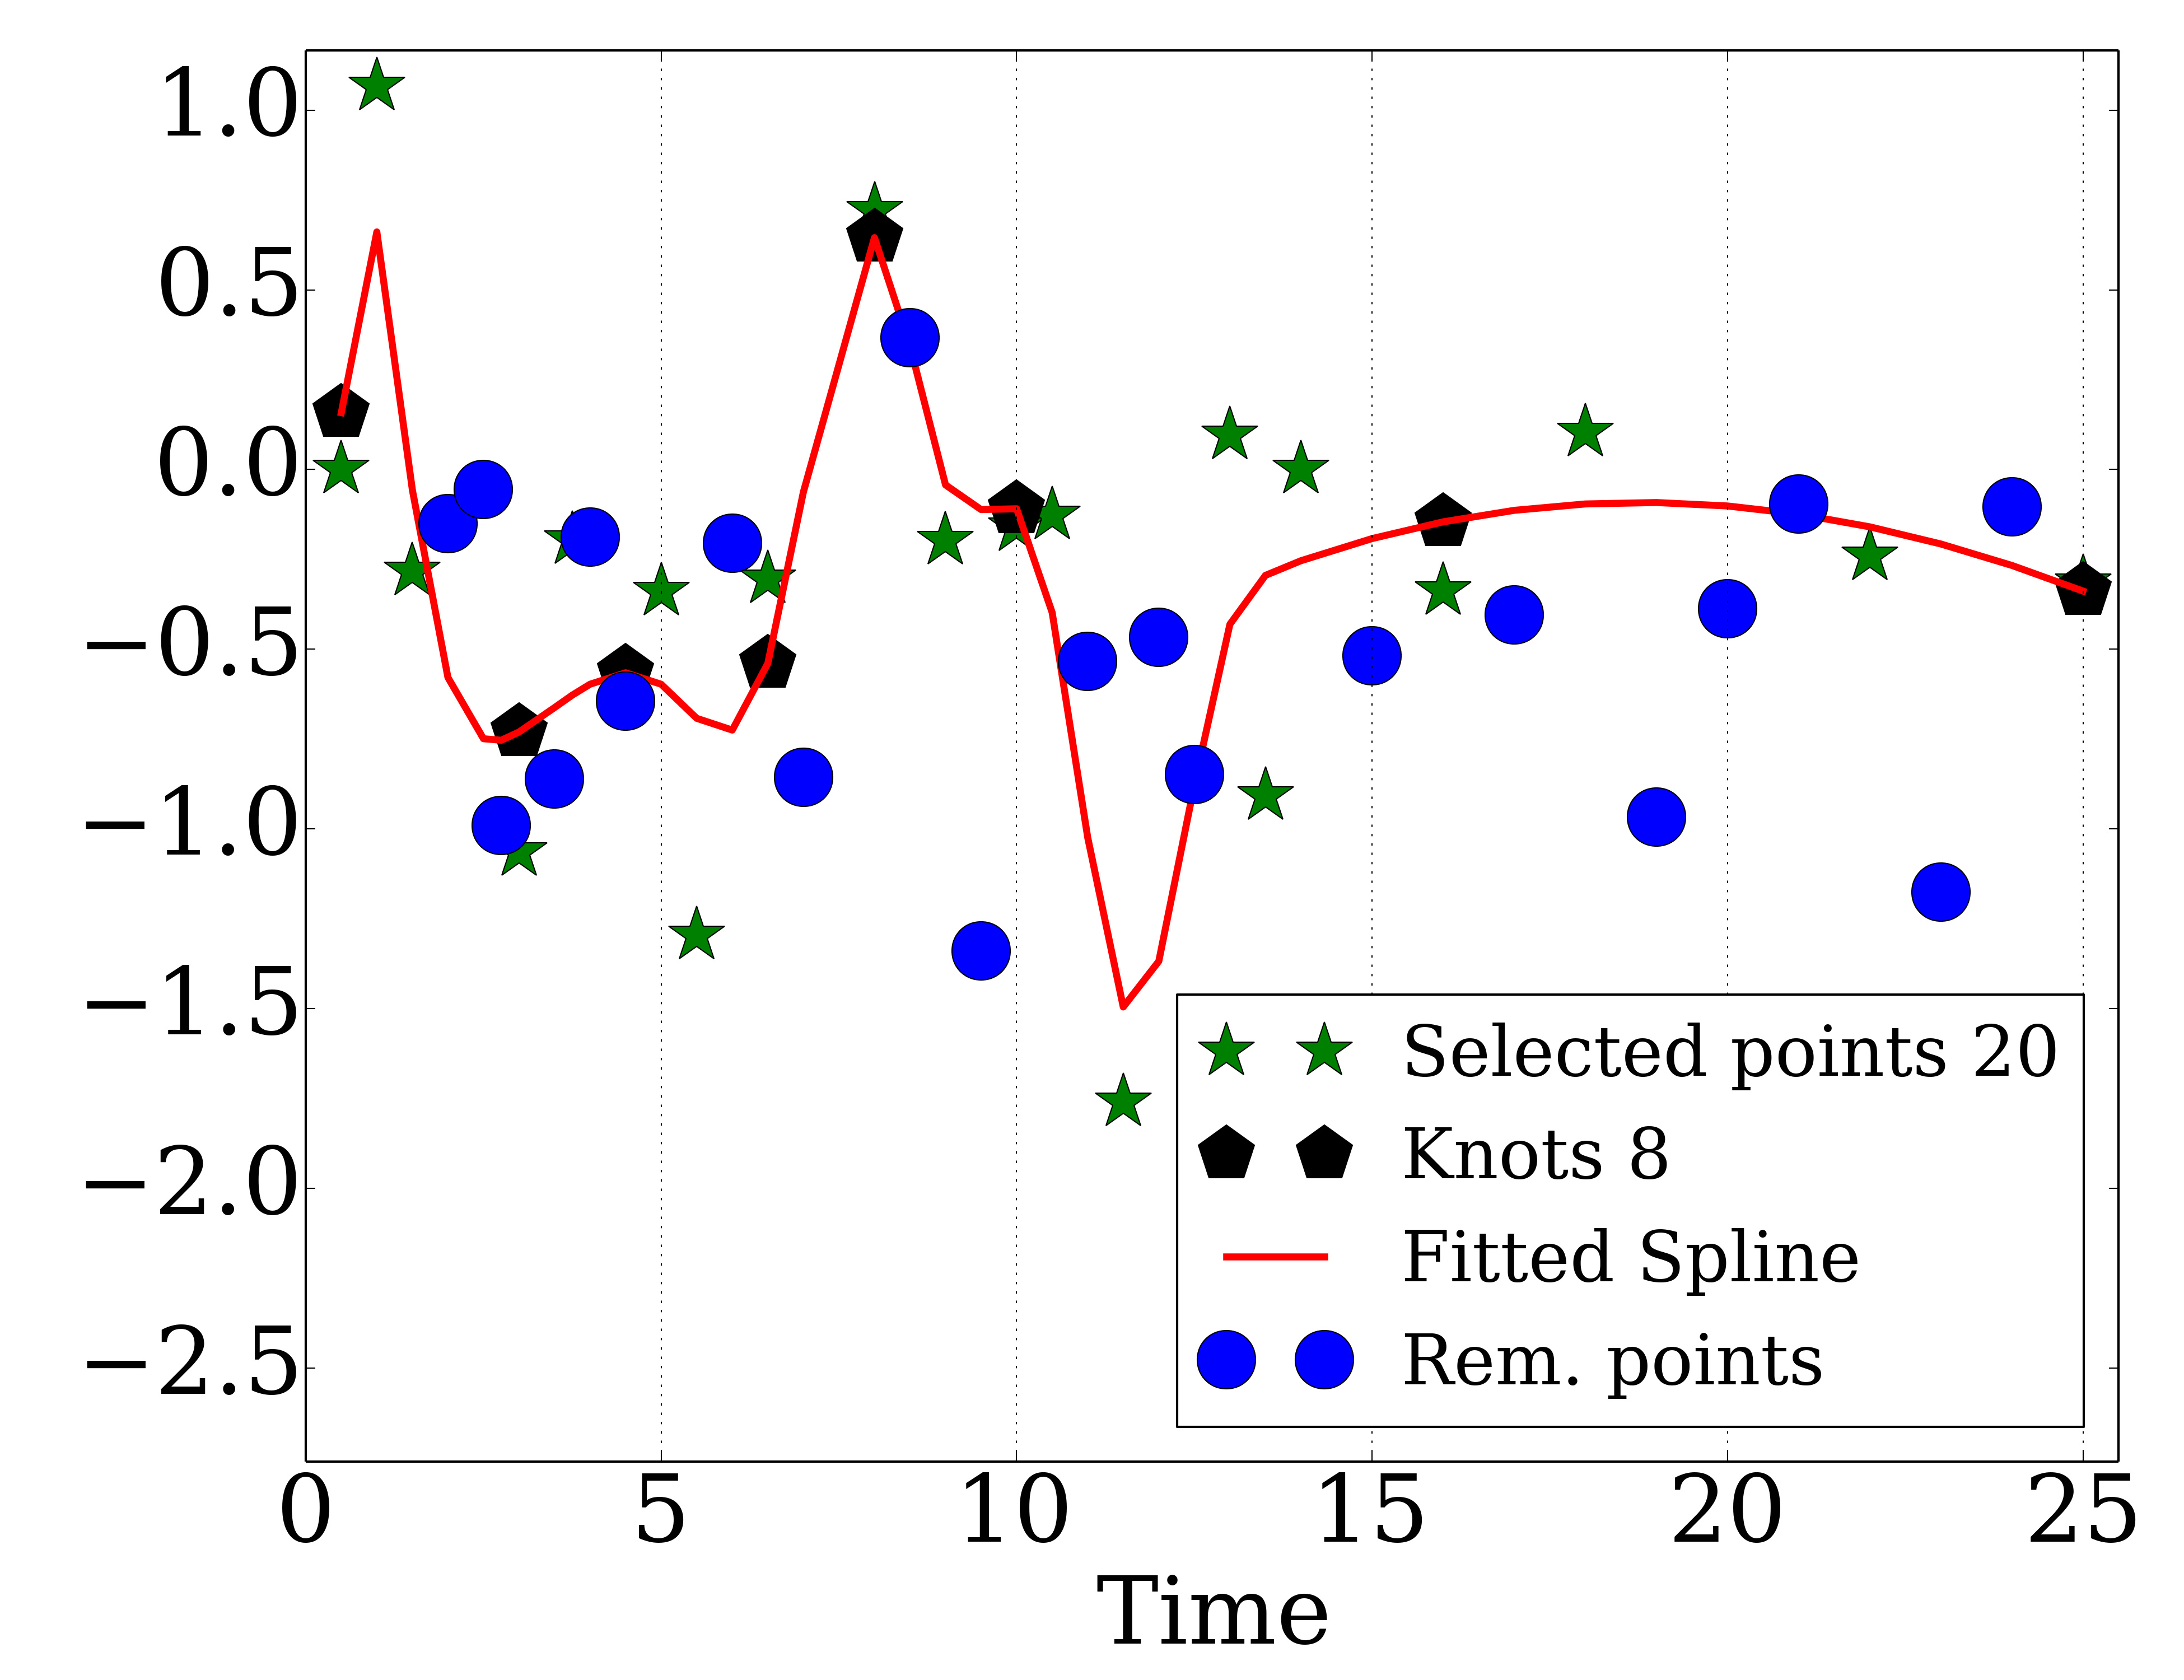 1.0
0.5
0.0
−0.5
−1.0
−1.5
−2.0
−2.5
Selected points 20
Knots 8
Fitted Spline
Rem. points
0 5 10 15 20 25
Time